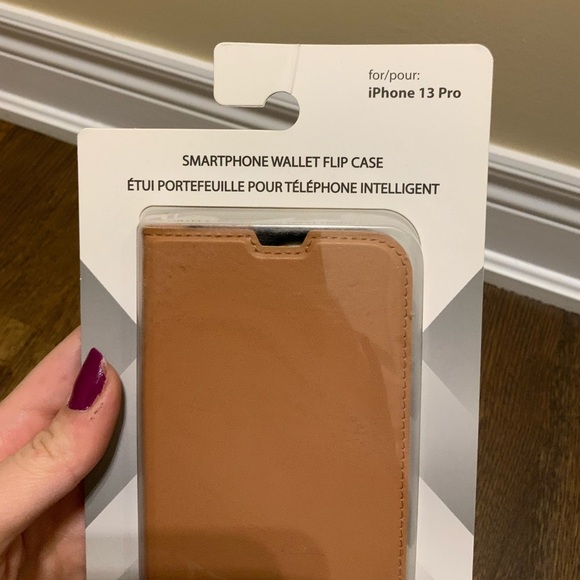 for/pour:
iPhone 13 Pro
SMARTPHONE WALLET FLIP CASE
ÉTUI PORTEFEUILLE POUR TÉLÉPHONE INTELLIGENT